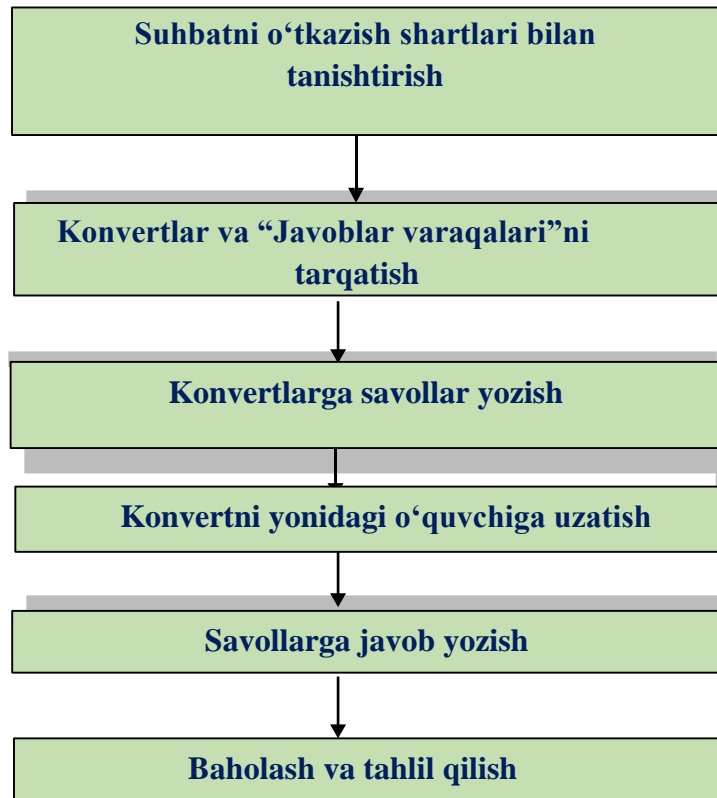 Suhbatni o‘tkazish shartlari bilan
tanishtirish
Konvertlar va “Javoblar varaqalari”ni
tarqatish
Konvertlarga savollar yozish
Konvertni yonidagi o‘quvchiga uzatish
Savollarga javob yozish
Baholash va tahlil qilish